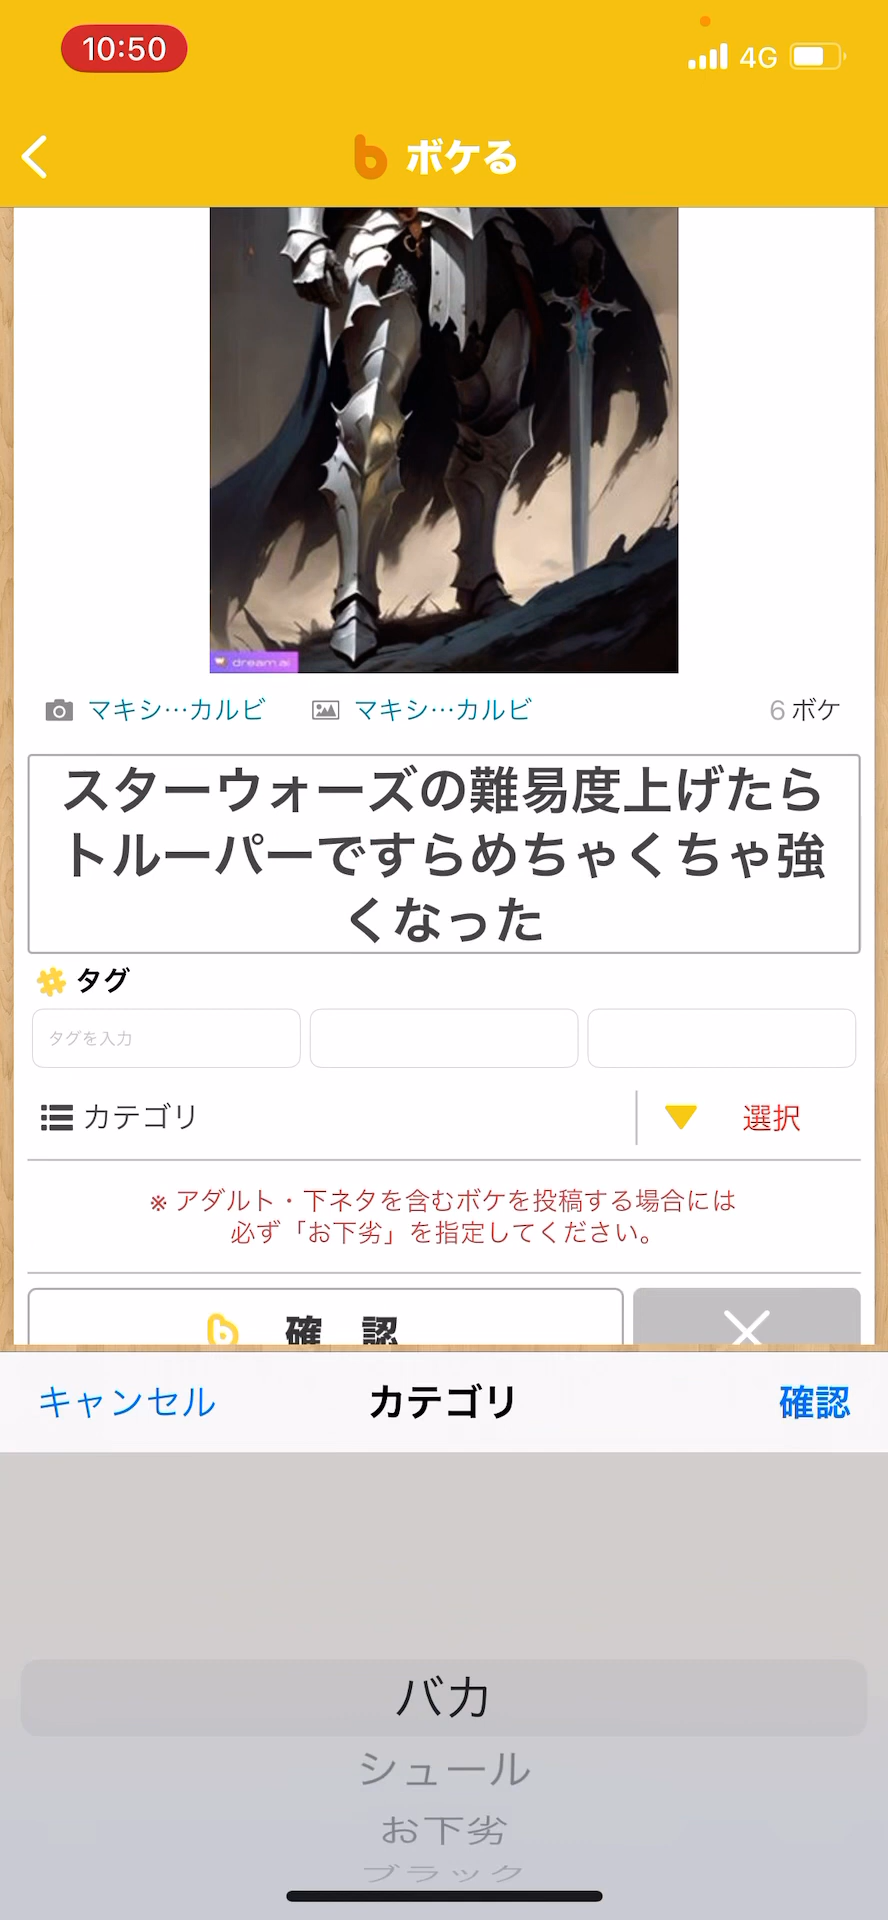 10:50
4G
ボケる
dream.ai
マキシ…カルビ
マキシ…カルビ
6 ボケ
スターウォーズの難易度上げたら
トルーパーですらめちゃくちゃ強
くなった
タグ
タグを入力
カテゴリ
選択
※ アダルト・下ネタを含むボケを投稿する場合には
必ず「お下劣」を指定してください。
確 認
キャンセル
カテゴリ
確認
バカ
シュール
お下劣
ブラック